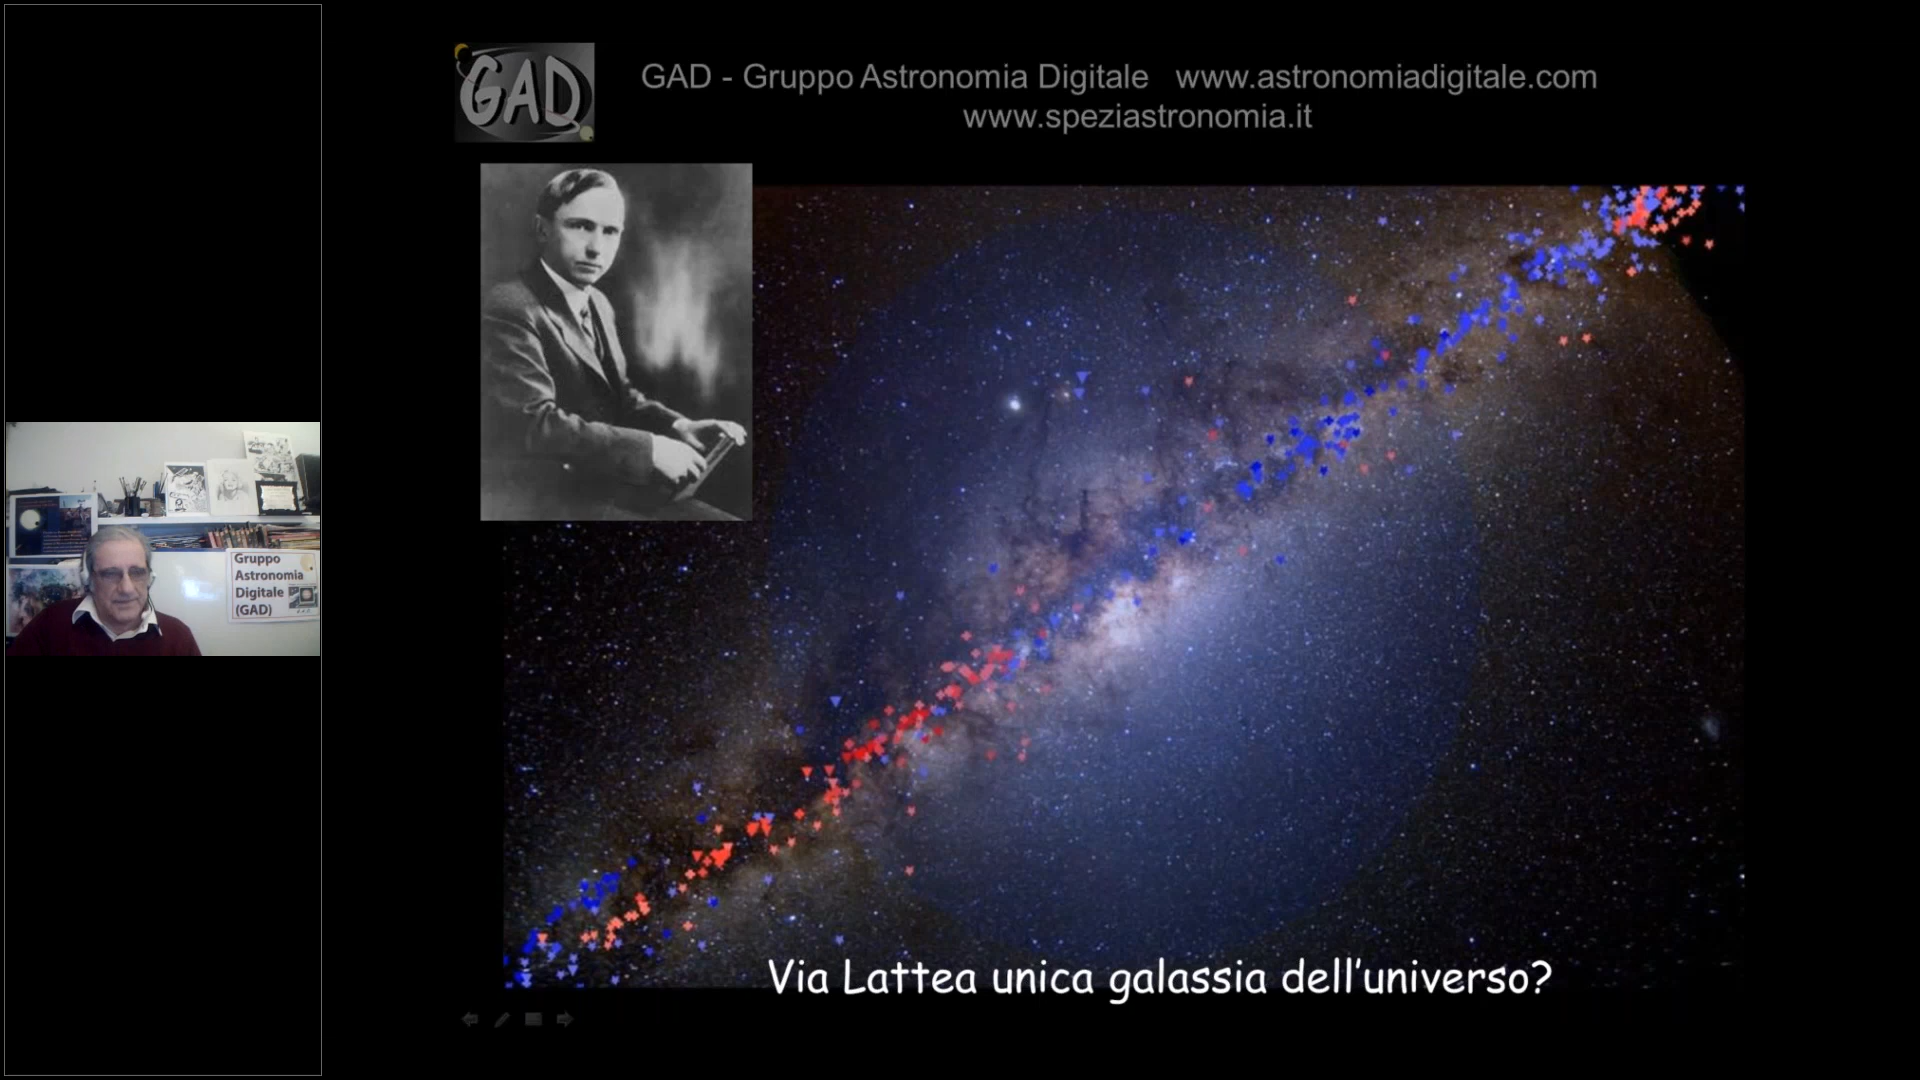 GAD
GAD - Gruppo Astronomia Digitale www.astronomiadigitale.com
www.speziastronomia.it
Gruppo
Astronomia
Digitale
(GAD)
Via Lattea unica galassia dell'universo?